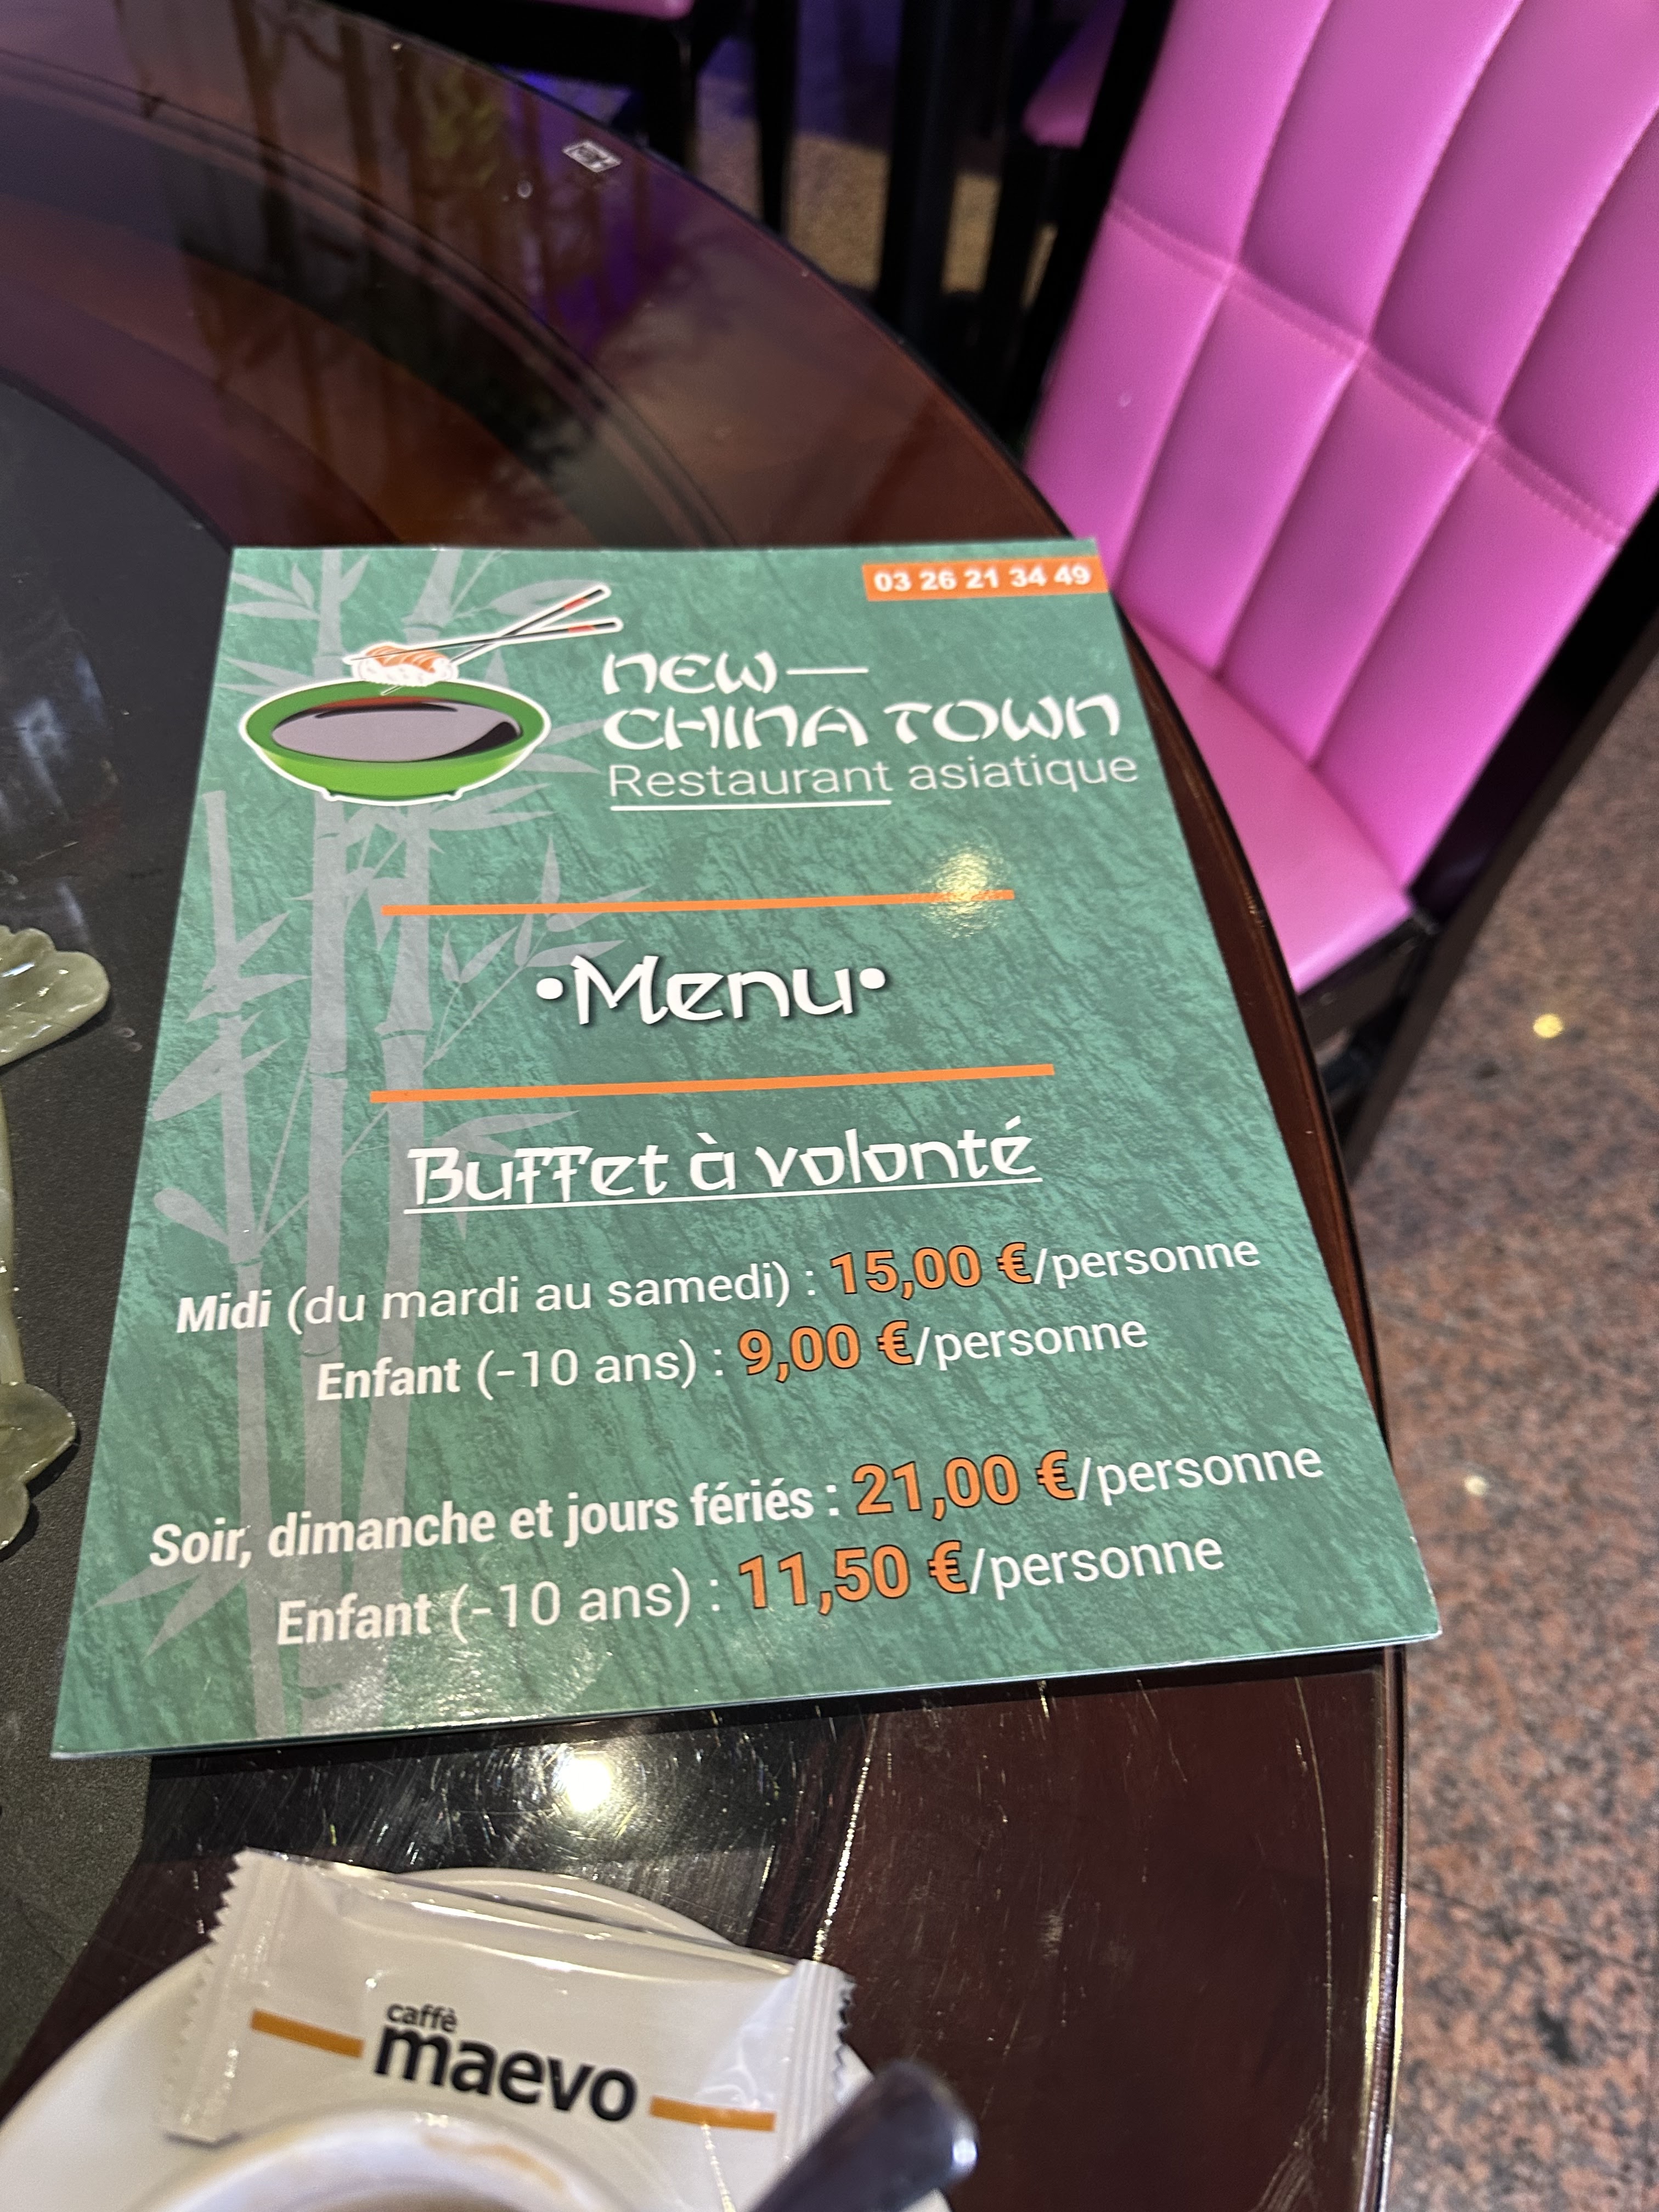 03 26 21 34 49
NEW
CHINA TOWN
Restaurant asiatique
•Menu•
Buffet à volonté
Midi (du mardi au samedi) : 15,00 €/personne
Enfant (-10 ans) : 9,00 €/personne
Soir, dimanche et jours fériés : 21,00 €/personne
Enfant (-10 ans) : 11,50 €/personne
caffè
maevo